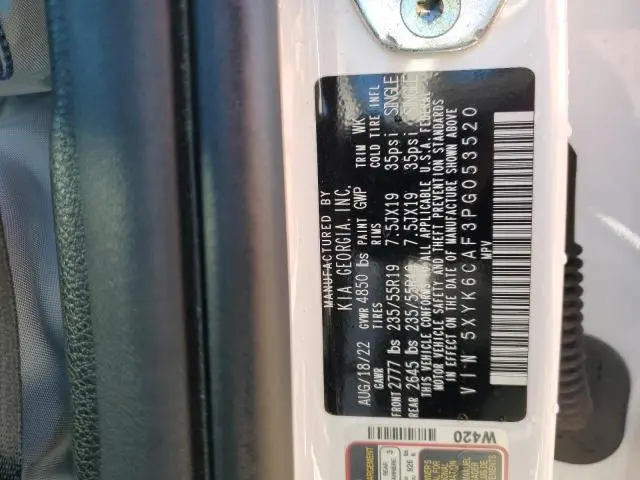 MANUFACTURED BY
KIA GEORGIA, INC.
AUG/18/22 GVWR 4850 lbs PAINT GWP TRIM WK
GAWR TIRES RIMS COLD TIRE INFL
FRONT 2777 lbs 235/55R19 7.5JX19 35psi SINGLE
REAR 2645 lbs 235/55R19 7.5JX19 35psi SINGLE
THIS VEHICLE CONFORMS TO ALL APPLICABLE U.S.A. FEDERAL
MOTOR VEHICLE SAFETY AND THEFT PREVENTION STANDARDS
IN EFFECT ON THE DATE OF MANUFACTURE SHOWN ABOVE
VIN 5XYK6CAF3PG053520
MPV
W420
REAR 3